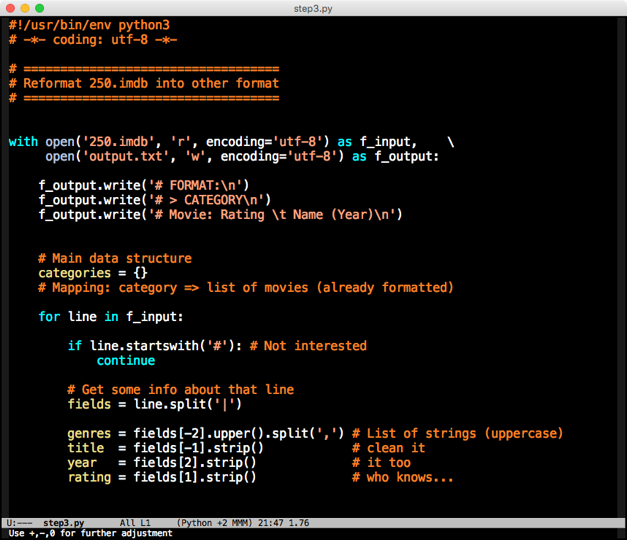 step3.py
#!/usr/bin/env python3
# -*- coding: utf-8 -*-
# ===================================
# Reformat 250.imdb into other format
# ===================================
with open('250.imdb', 'r', encoding='utf-8') as f_input,    \
     open('output.txt', 'w', encoding='utf-8') as f_output:
    f_output.write('# FORMAT:\n')
    f_output.write('# > CATEGORY\n')
    f_output.write('# Movie: Rating \t Name (Year)\n')
    # Main data structure
    categories = {}
    # Mapping: category => list of movies (already formatted)
    for line in f_input:
        if line.startswith('#'): # Not interested
            continue
        # Get some info about that line
        fields = line.split('|')
        genres = fields[-2].upper().split(',') # List of strings (uppercase)
        title  = fields[-1].strip()            # clean it
        year   = fields[2].strip()             # it too
        rating = fields[1].strip()             # who knows...
U:---  step3.py       All L1     (Python +2 MMM) 21:47 1.76
Use +,-,0 for further adjustment